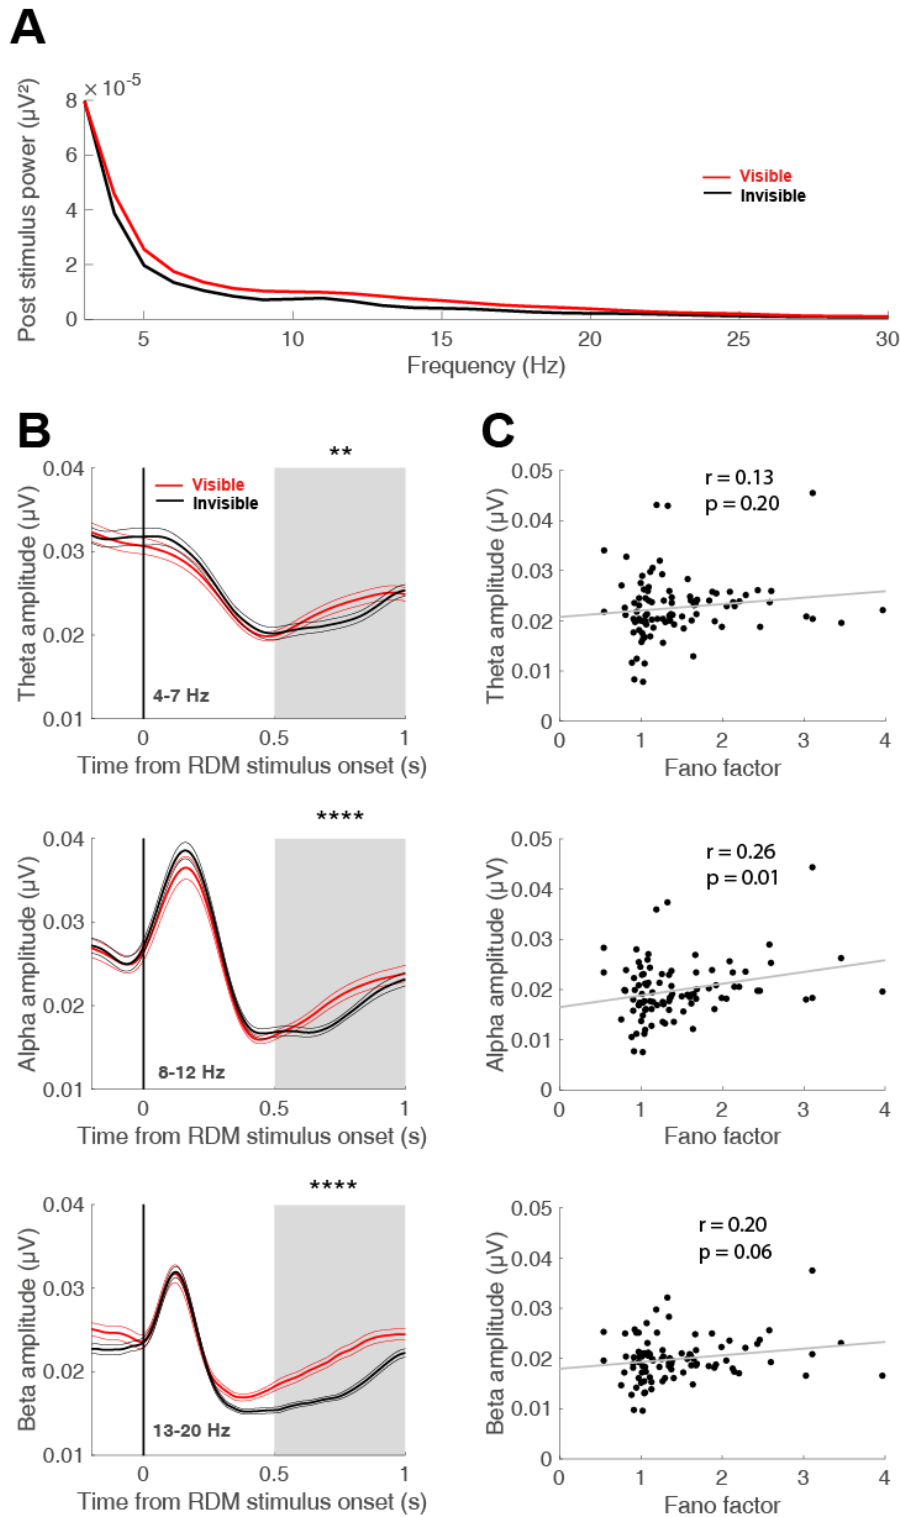 A
×10-5
Post stimulus power (µV²)
8
6
4
2
0
Visible
Invisible
5 10 15 20 25 30
Frequency (Hz)
B
**
Theta amplitude (µV)
0.04
0.03
0.02
0.01
Visible
Invisible
4-7 Hz
0 0.5 1
Time from RDM stimulus onset (s)
C
Theta amplitude (µV)
0.05
0.04
0.03
0.02
0.01
0
r = 0.13
p = 0.20
0 1 2 3 4
Fano factor
****
Alpha amplitude (µV)
0.04
0.03
0.02
0.01
8-12 Hz
0 0.5 1
Time from RDM stimulus onset (s)
Alpha amplitude (µV)
0.05
0.04
0.03
0.02
0.01
0
r = 0.26
p = 0.01
0 1 2 3 4
Fano factor
****
Beta amplitude (µV)
0.04
0.03
0.02
0.01
13-20 Hz
0 0.5 1
Time from RDM stimulus onset (s)
Beta amplitude (µV)
0.05
0.04
0.03
0.02
0.01
0
r = 0.20
p = 0.06
0 1 2 3 4
Fano factor